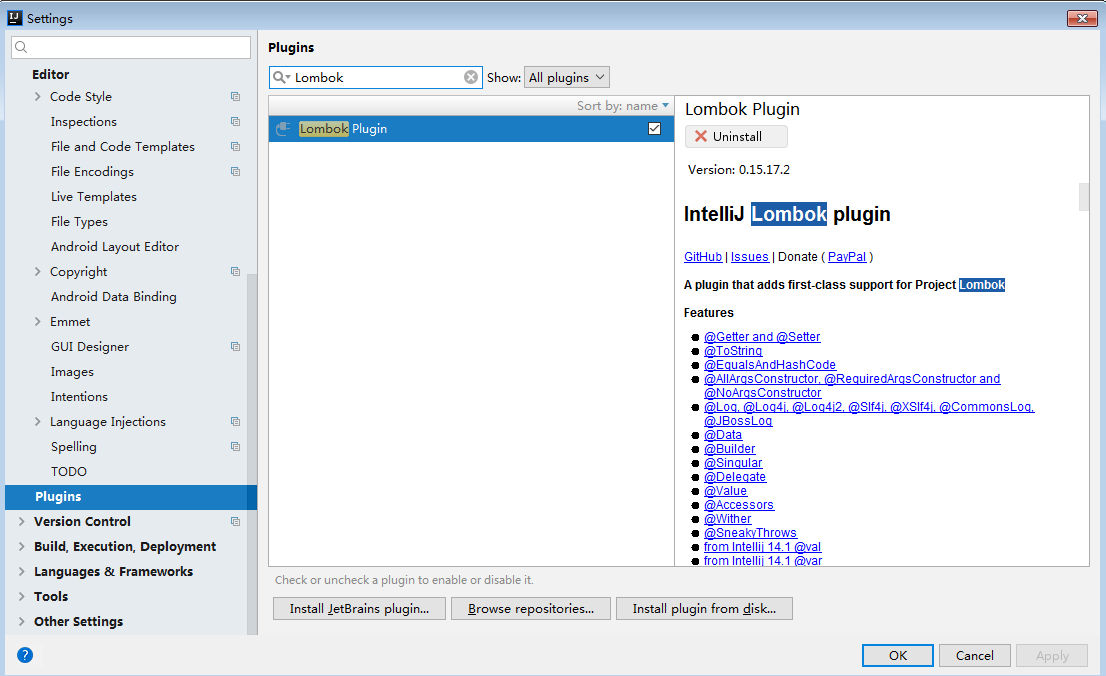 IJ Settings
Editor
Code Style
Inspections
File and Code Templates
File Encodings
Live Templates
File Types
Android Layout Editor
Copyright
Android Data Binding
Emmet
GUI Designer
Images
Intentions
Language Injections
Spelling
TODO
Plugins
Version Control
Build, Execution, Deployment
Languages & Frameworks
Tools
Other Settings
?
Plugins
Lombok Show: All plugins
Sort by: name
Lombok Plugin
Check or uncheck a plugin to enable or disable it.
Install JetBrains plugin... Browse repositories... Install plugin from disk...
Lombok Plugin
Uninstall
Version: 0.15.17.2
IntelliJ Lombok plugin
GitHub | Issues | Donate ( PayPal )
A plugin that adds first-class support for Project Lombok
Features
@Getter and @Setter
@ToString
@EqualsAndHashCode
@AllArgsConstructor, @RequiredArgsConstructor and
@NoArgsConstructor
@Log, @Log4j, @Log4j2, @Slf4j, @XSlf4j, @CommonsLog,
@JBossLog
@Data
@Builder
@Singular
@Delegate
@Value
@Accessors
@Wither
@SneakyThrows
from Intellij 14.1 @val
from Intellij 14.1 @var
OK Cancel Apply